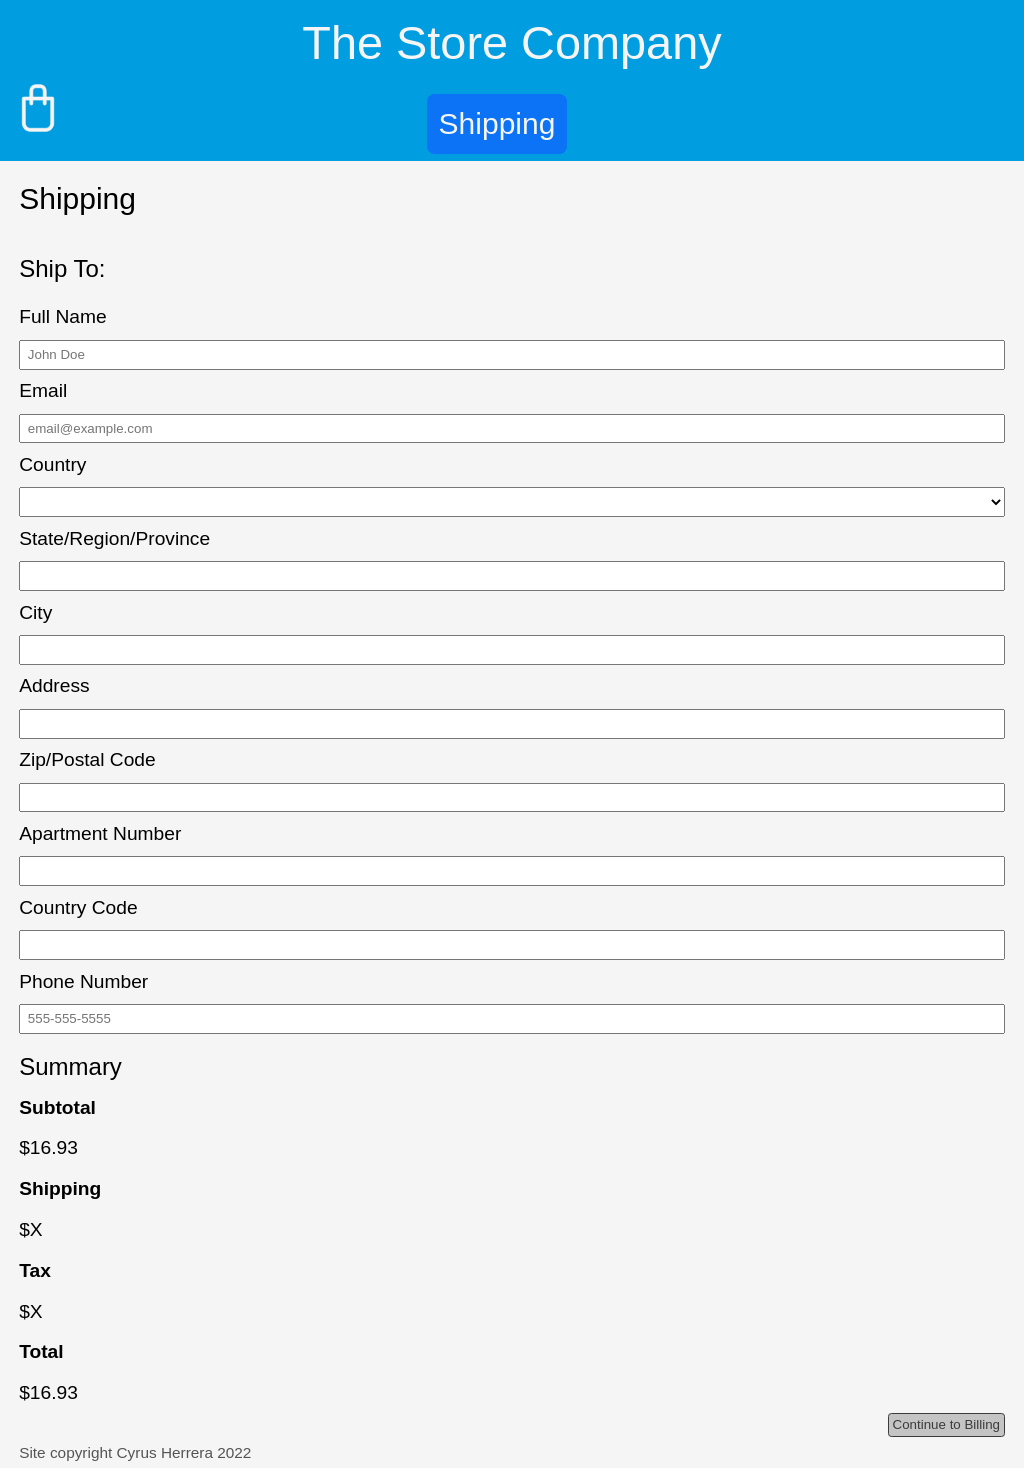 The Store Company
Shipping
Shipping
Ship To:
Full Name
John Doe
Email
email@example.com
Country
State/Region/Province
City
Address
Zip/Postal Code
Apartment Number
Country Code
Phone Number
555-555-5555
Summary
Subtotal
$16.93
Shipping
$X
Tax
$X
Total
$16.93
Continue to Billing
Site copyright Cyrus Herrera 2022